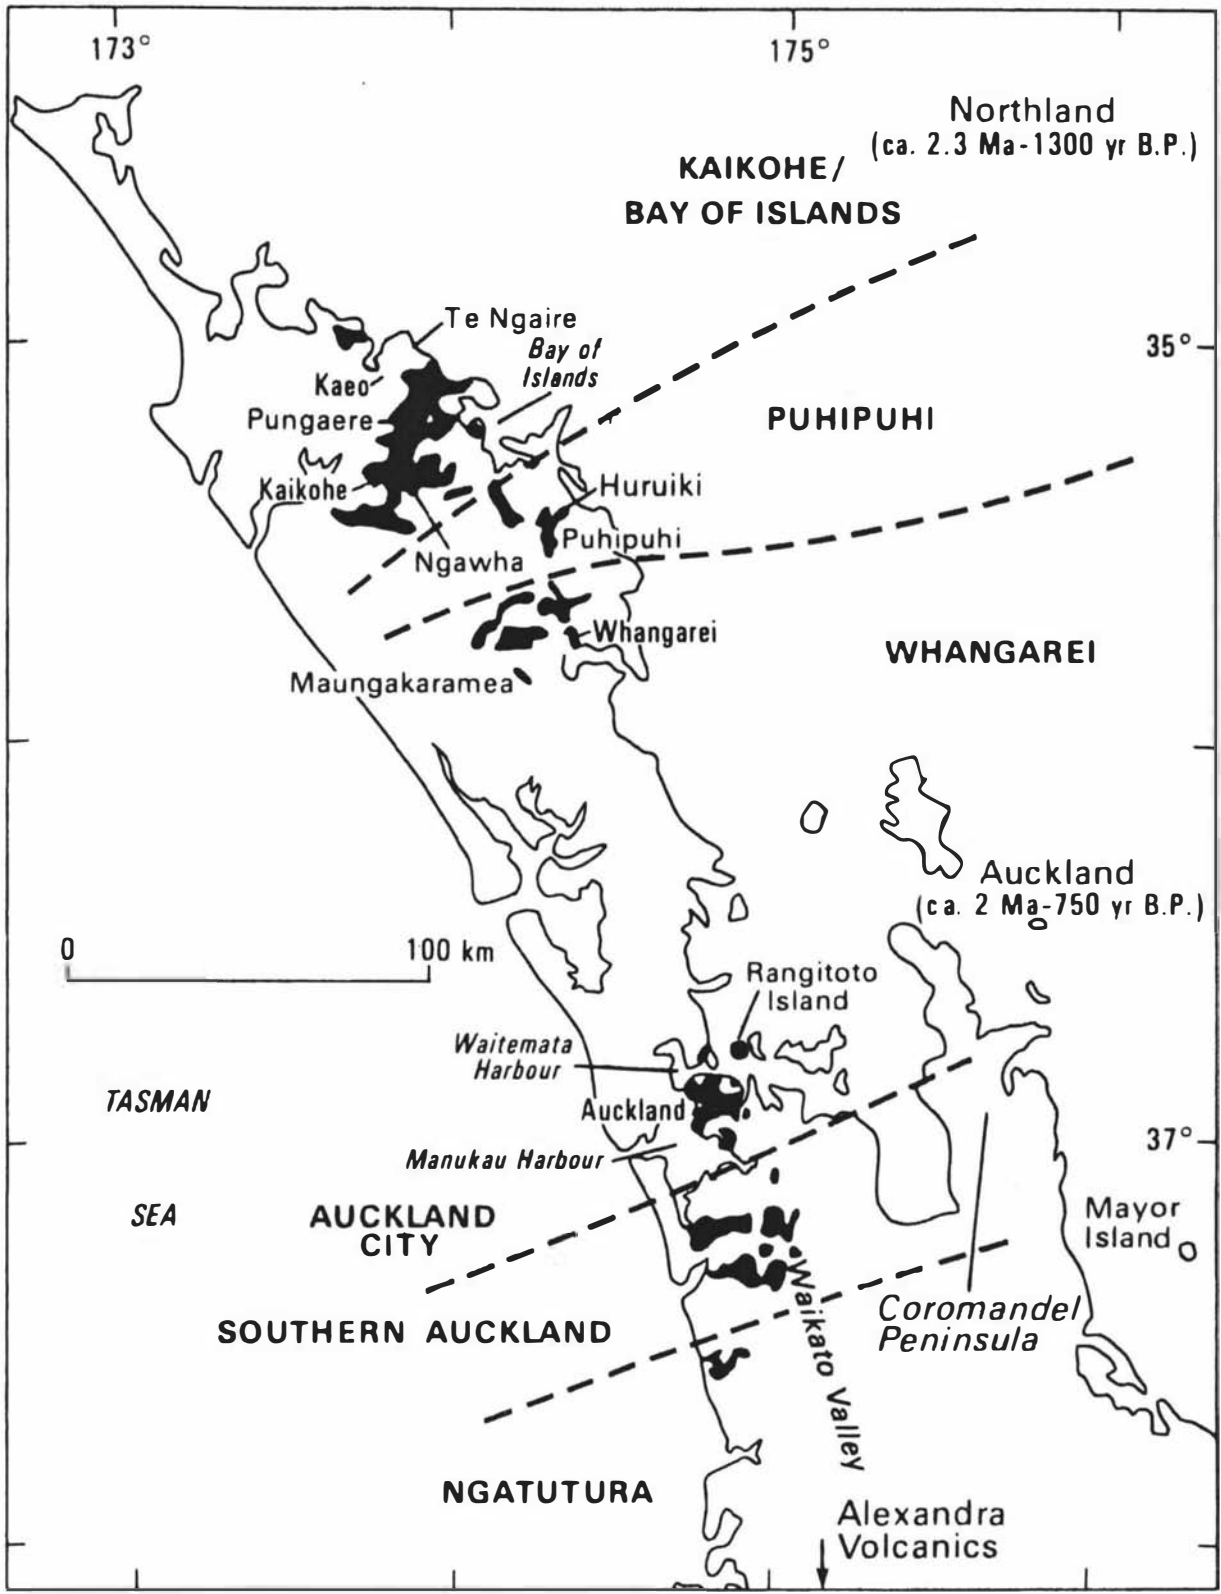 173°
175°
Northland
(ca. 2.3 Ma-1300 yr B.P.)
KAIKOHE/
BAY OF ISLANDS
Te Ngaire
Bay of
Islands
35°
Kaeo
Pungaere
PUHIPUHI
Kaikohe
Huruiki
Puhipuhi
Ngawha
Whangarei
WHANGAREI
Maungakaramea
Auckland
(ca. 2 Ma-750 yr B.P.)
0
100 km
Rangitoto
Island
Waitemata
Harbour
TASMAN
Auckland
37°
Manukau Harbour
SEA
AUCKLAND
CITY
Mayor
Island
Waikato Valley
Coromandel
Peninsula
SOUTHERN AUCKLAND
NGATUTURA
Alexandra
Volcanics